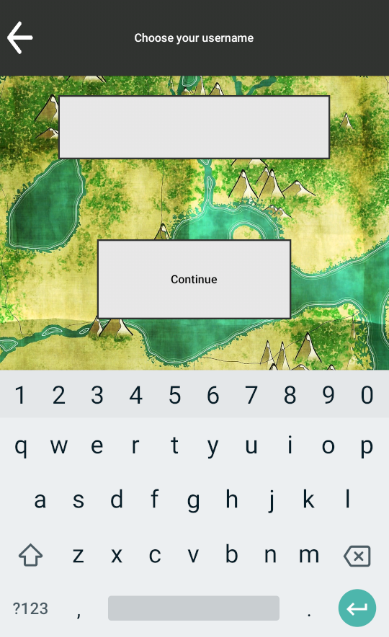 Choose your username
Continue
1 2 3 4 5 6 7 8 9 0
q w e r t y u i o p
a s d f g h j k l
z x c v b n m
?123 , .